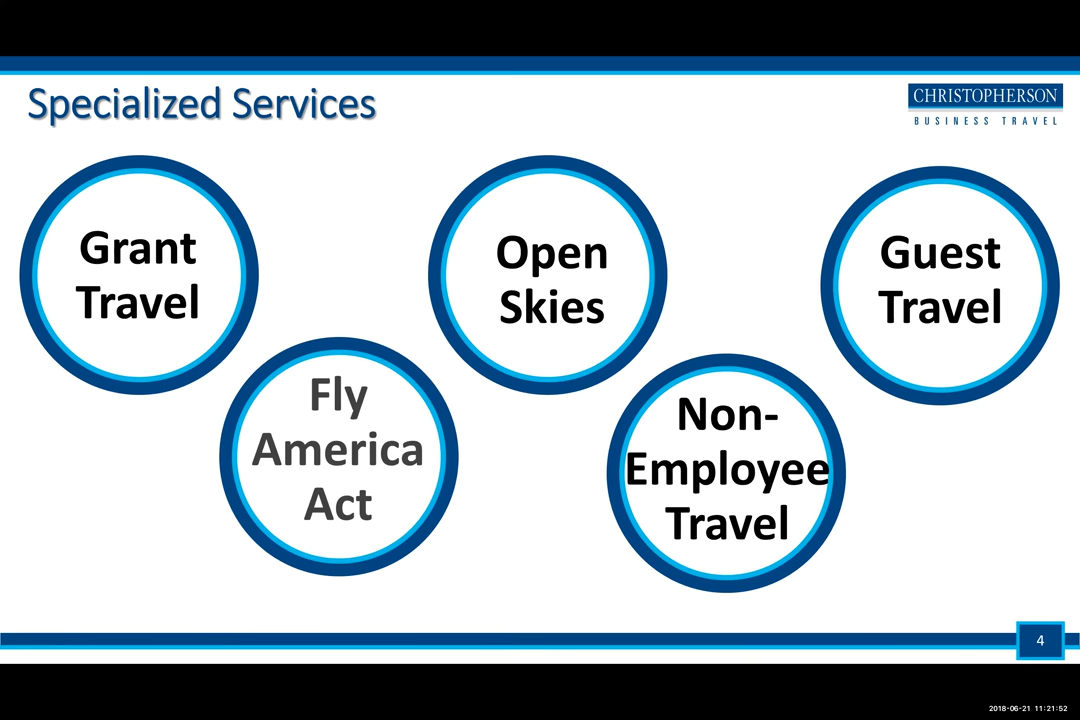 Specialized Services
CHRISTOPHERSON
BUSINESS TRAVEL
Grant
Travel
Open
Skies
Guest
Travel
Fly
America
Act
Non-
Employee
Travel
4
2018-06-21 11:21:52